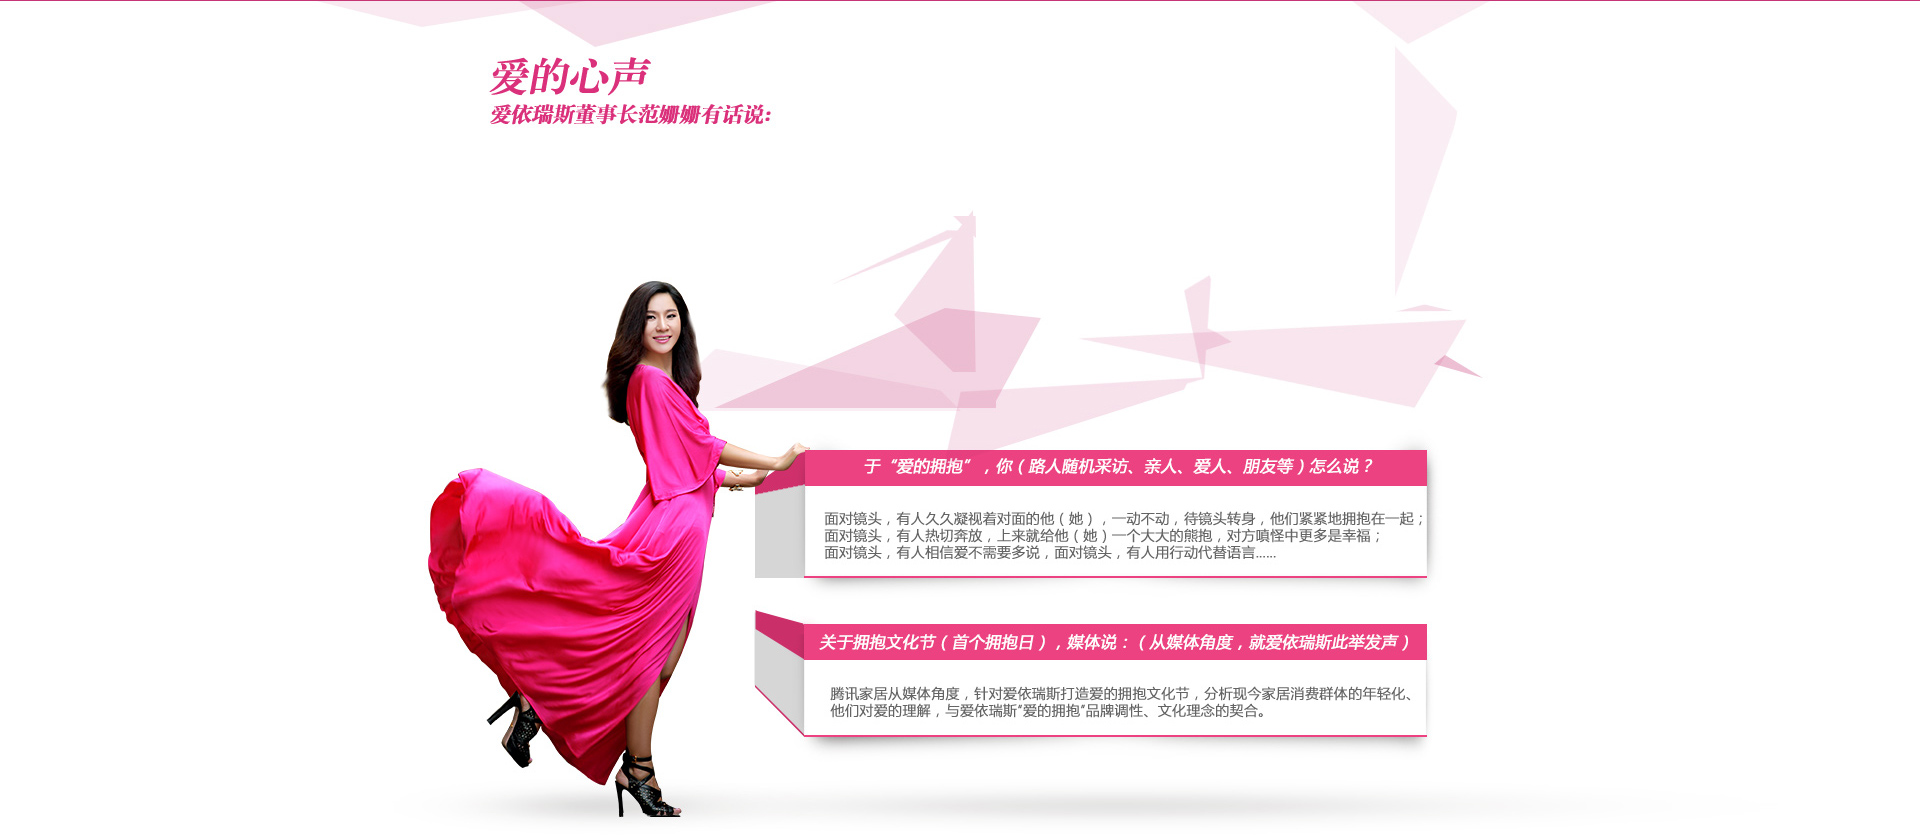 爱的心声
爱依瑞斯董事长范姗姗有话说:
于“爱的拥抱”，你（路人随机采访、亲人、爱人、朋友等）怎么说？
面对镜头，有人久久凝视着对面的他（她），一动不动，待镜头转身，他们紧紧地拥抱在一起；
面对镜头，有人热切奔放，上来就给他（她）一个大大的熊抱，对方嗔怪中更多是幸福；
面对镜头，有人相信爱不需要多说，面对镜头，有人用行动代替语言......
关于拥抱文化节（首个拥抱日），媒体说：（从媒体角度，就爱依瑞斯此举发声）
腾讯家居从媒体角度，针对爱依瑞斯打造爱的拥抱文化节，分析现今家居消费群体的年轻化、
他们对爱的理解，与爱依瑞斯“爱的拥抱”品牌调性、文化理念的契合。